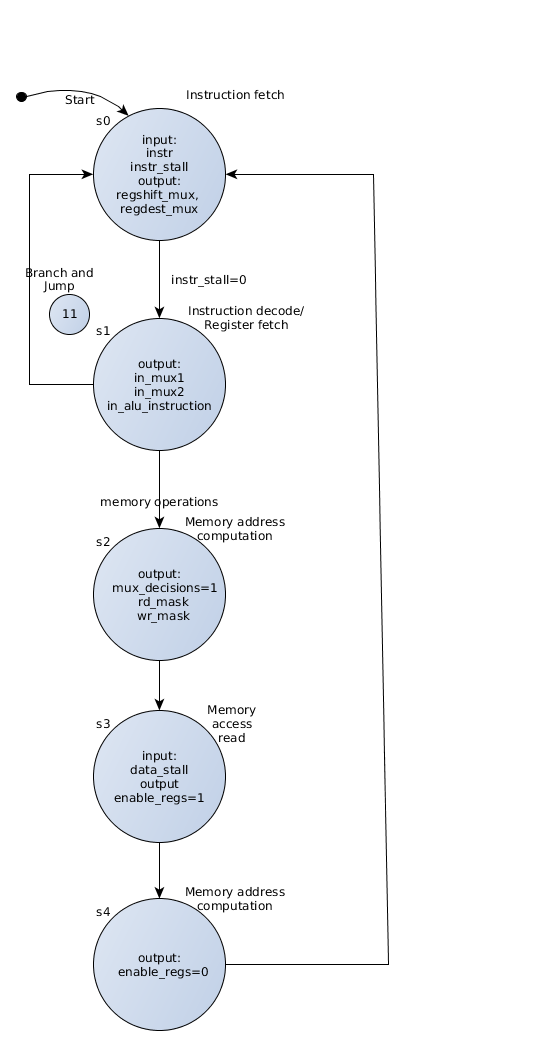 Instruction fetch
Start
s0
input:
instr
instr_stall
output:
regshift_mux,
regdest_mux
Branch and
Jump
instr_stall=0
11
Instruction decode/
Register fetch
s1
output:
in_mux1
in_mux2
in_alu_instruction
memory operations
Memory address
computation
s2
output:
mux_decisions=1
rd_mask
wr_mask
Memory
access
read
s3
input:
data_stall
output
enable_regs=1
Memory address
computation
s4
output:
enable_regs=0